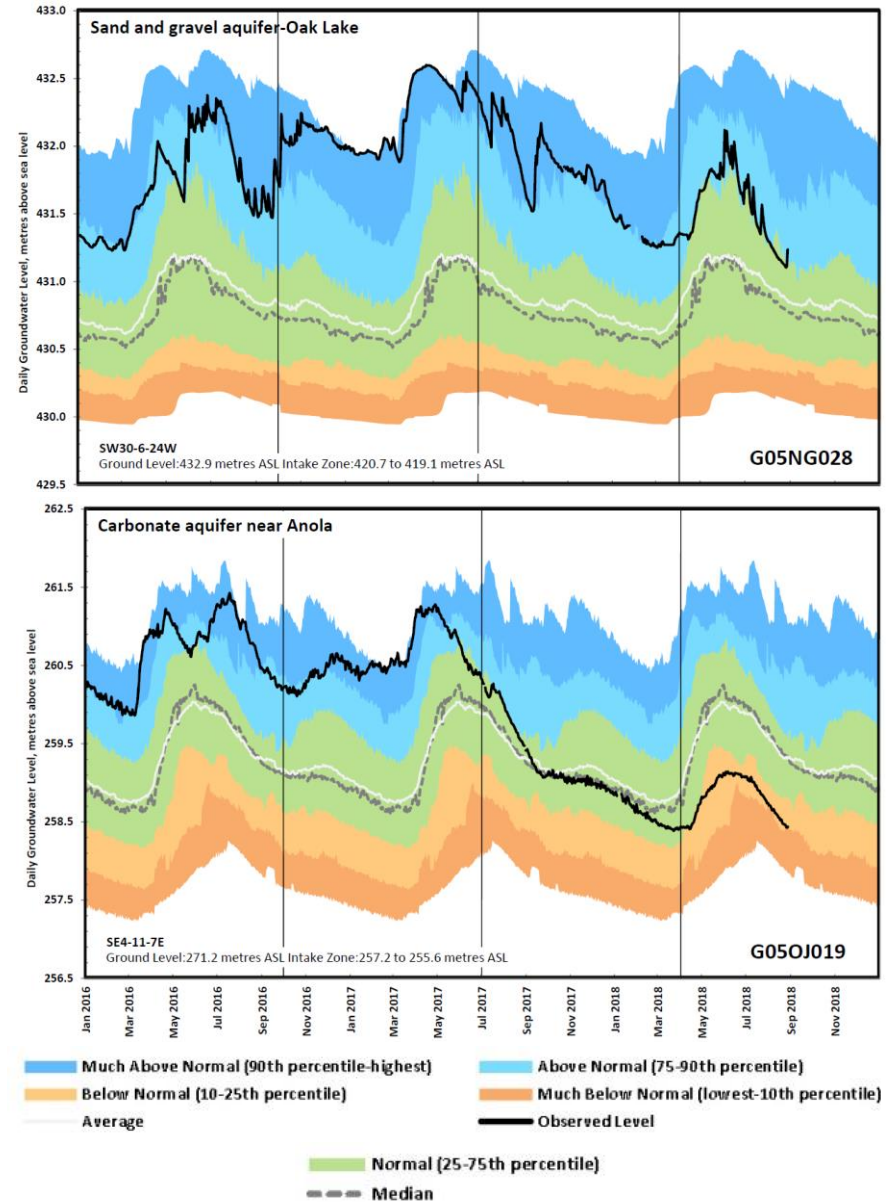 Sand and gravel aquifer-Oak Lake
Daily Groundwater Level, metres above sea level
433.0
432.5
432.0
431.5
431.0
430.5
430.0
429.5
SW30-6-24W
Ground Level:432.9 metres ASL Intake Zone:420.7 to 419.1 metres ASL
G05NG028
Carbonate aquifer near Anola
Daily Groundwater Level, metres above sea level
262.5
261.5
260.5
259.5
258.5
257.5
256.5
SE4-11-7E
Ground Level:271.2 metres ASL Intake Zone:257.2 to 255.6 metres ASL
G05OJ019
Jan 2016
Mar 2016
May 2016
Jul 2016
Sep 2016
Nov 2016
Jan 2017
Mar 2017
May 2017
Jul 2017
Sep 2017
Nov 2017
Jan 2018
Mar 2018
May 2018
Jul 2018
Sep 2018
Nov 2018
Much Above Normal (90th percentile-highest)
Above Normal (75-90th percentile)
Below Normal (10-25th percentile)
Much Below Normal (lowest-10th percentile)
Average
Observed Level
Normal (25-75th percentile)
Median